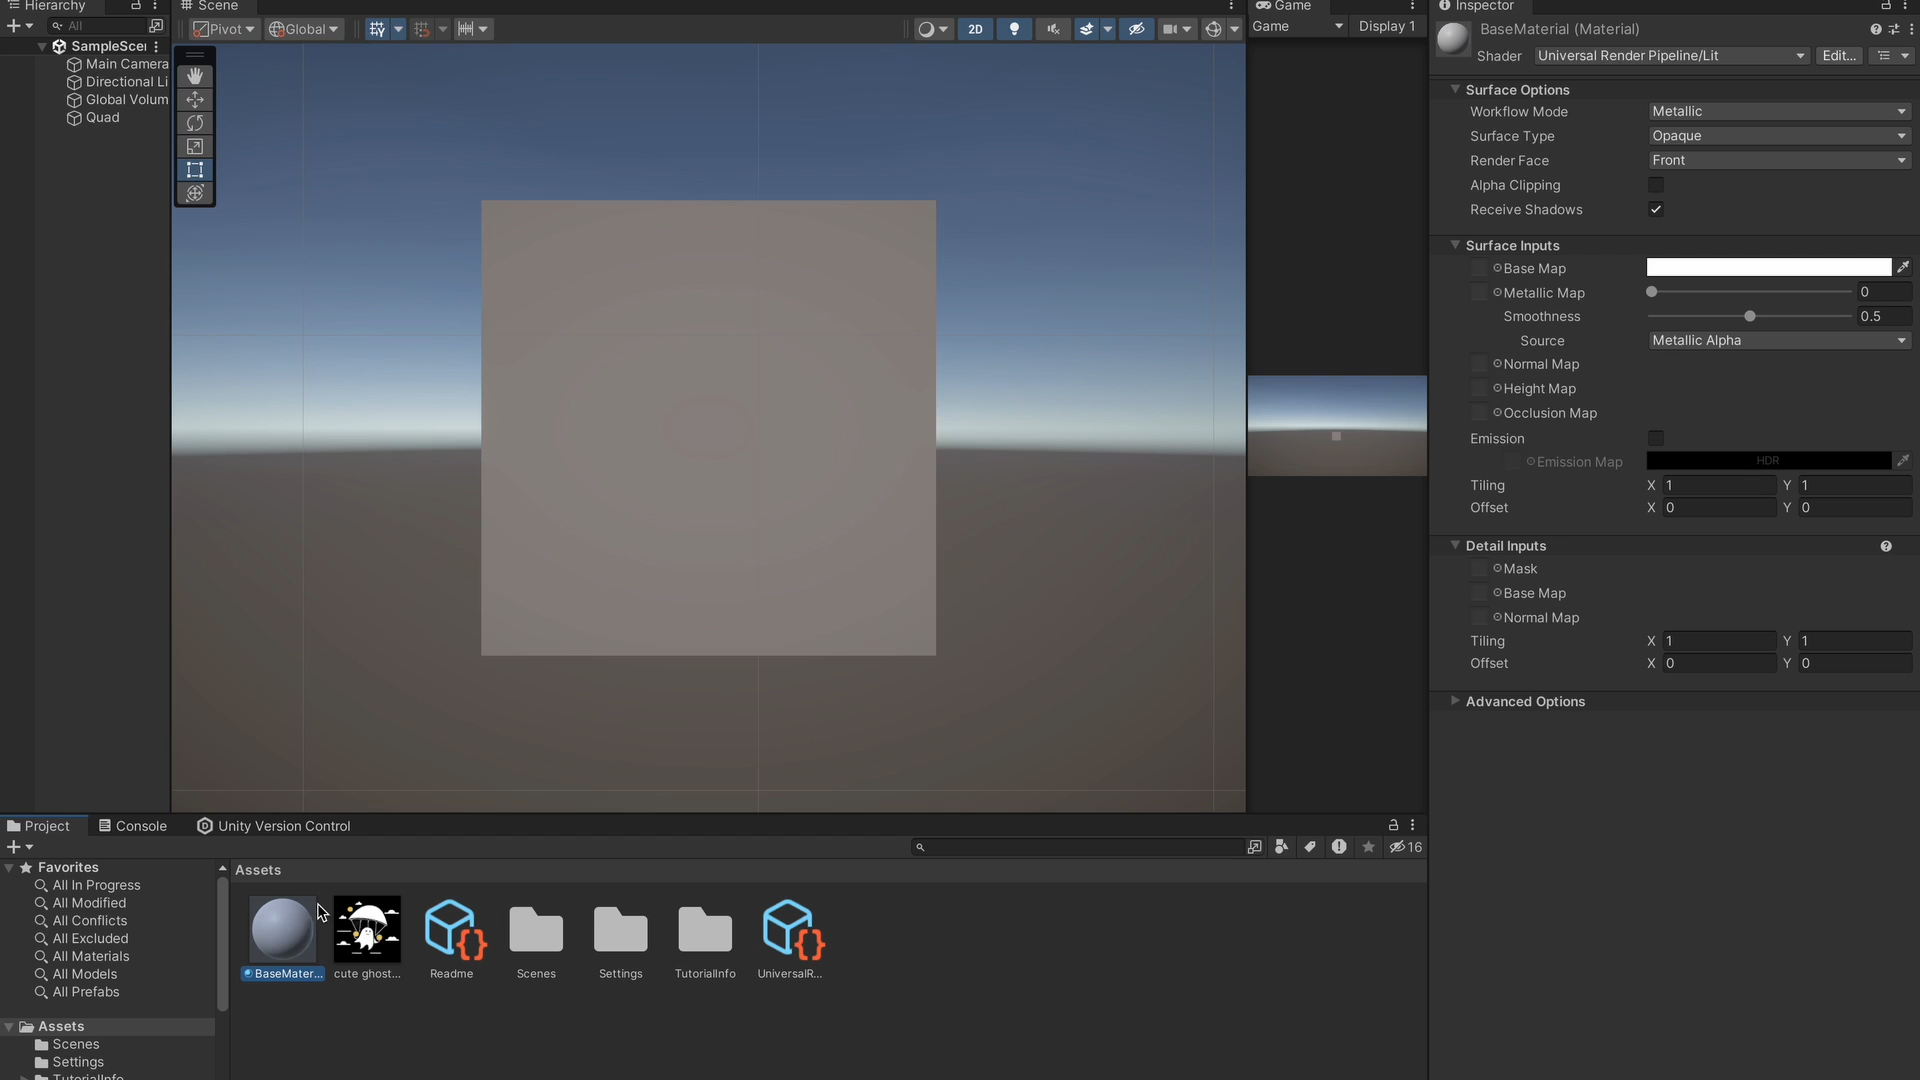 Hierarchy
Scene
Game
Inspector
All
Pivot
Global
2D
Game
Display 1
BaseMaterial (Material)
Shader
Universal Render Pipeline/Lit
Edit...
SampleScen
Main Camera
Directional Li
Global Volum
Quad
Surface Options
Workflow Mode
Metallic
Surface Type
Opaque
Render Face
Front
Alpha Clipping
Receive Shadows
Surface Inputs
Base Map
Metallic Map
0
Smoothness
0.5
Source
Metallic Alpha
Normal Map
Height Map
Occlusion Map
Emission
Emission Map
HDR
Tiling
X 1 Y 1
Offset
X 0 Y 0
Detail Inputs
Mask
Base Map
Normal Map
Tiling
X 1 Y 1
Offset
X 0 Y 0
Advanced Options
Project
Console
Unity Version Control
16
Favorites
All In Progress
All Modified
All Conflicts
All Excluded
All Materials
All Models
All Prefabs
Assets
Scenes
Settings
TutorialInfo
Assets
BaseMater...
cute ghost...
Readme
Scenes
Settings
TutorialInfo
UniversalR...